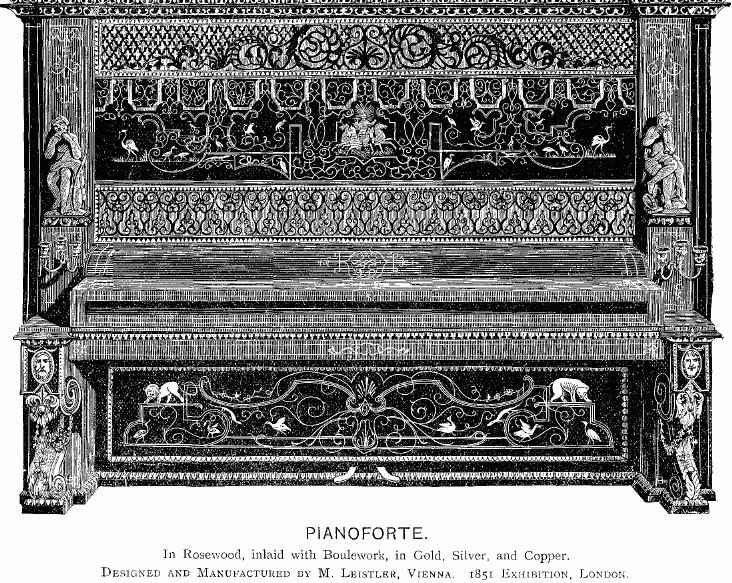 PIANOFORTE.
In Rosewood, inlaid with Boulework, in Gold, Silver, and Copper.
DESIGNED AND MANUFACTURED BY M. LEISTLER, VIENNA. 1851 EXHIBITION, LONDON.